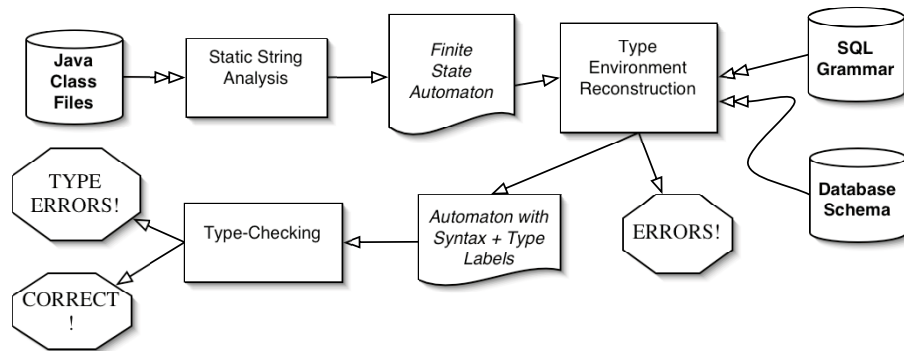 Java
Class
Files
Static String
Analysis
Finite
State
Automaton
Type
Environment
Reconstruction
SQL
Grammar
Database
Schema
TYPE
ERRORS!
Type-Checking
Automaton with
Syntax + Type
Labels
ERRORS!
CORRECT
!